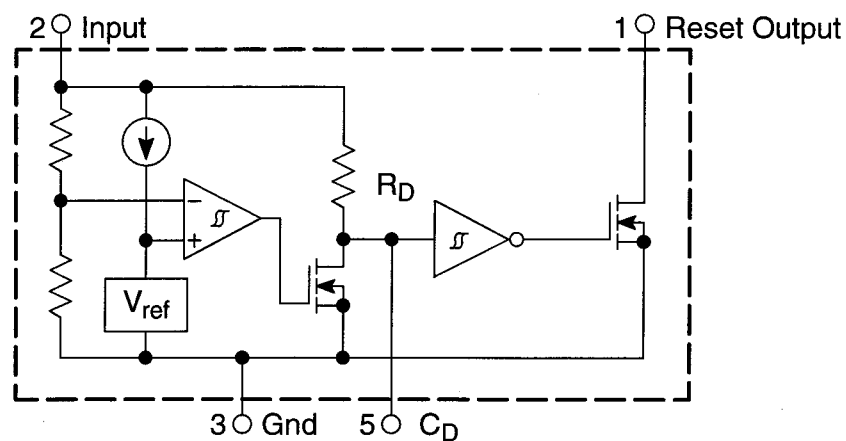 2 Input
1 Reset Output
R_D
−
+
V_ref
3 Gnd
5 C_D